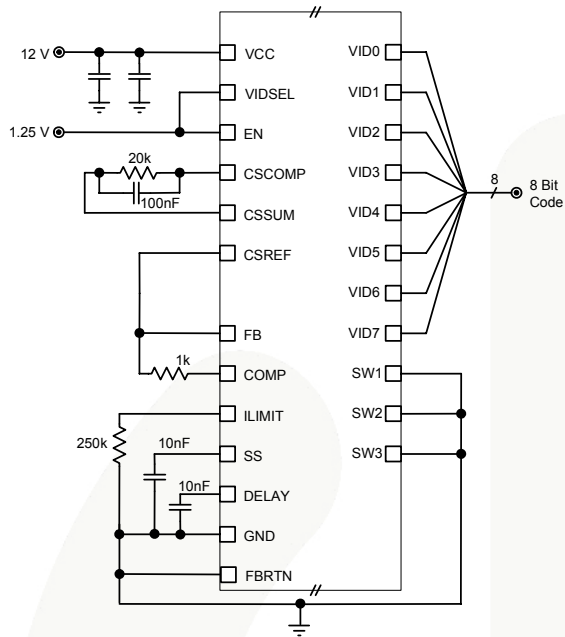 12 V
VCC
VID0
VIDSEL
VID1
1.25 V
EN
VID2
20k
CSCOMP
VID3
100nF
8
8 Bit
Code
CSSUM
VID4
CSREF
VID5
VID6
FB
VID7
1k
COMP
SW1
ILIMIT
SW2
250k
10nF
SS
SW3
10nF
DELAY
GND
FBRTN